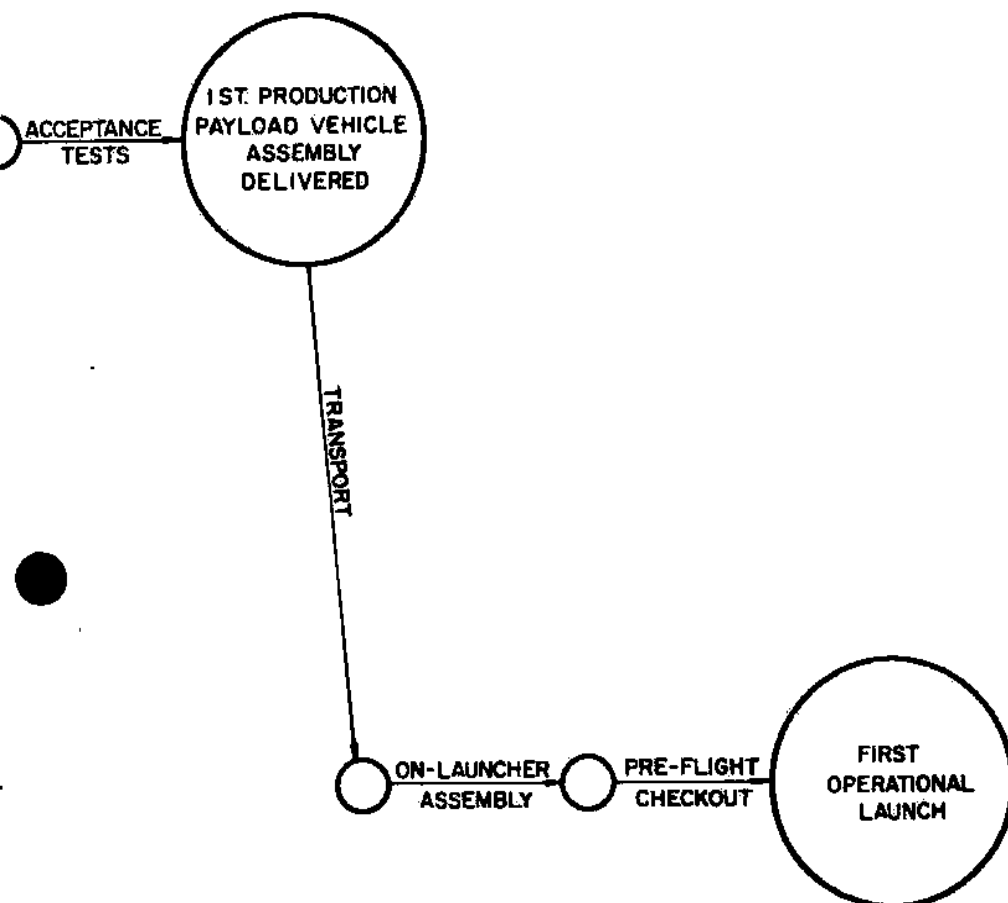 1ST. PRODUCTION
PAYLOAD VEHICLE
ASSEMBLY
DELIVERED
ACCEPTANCE
TESTS
TRANSPORT
ON-LAUNCHER
ASSEMBLY
PRE-FLIGHT
CHECKOUT
FIRST
OPERATIONAL
LAUNCH